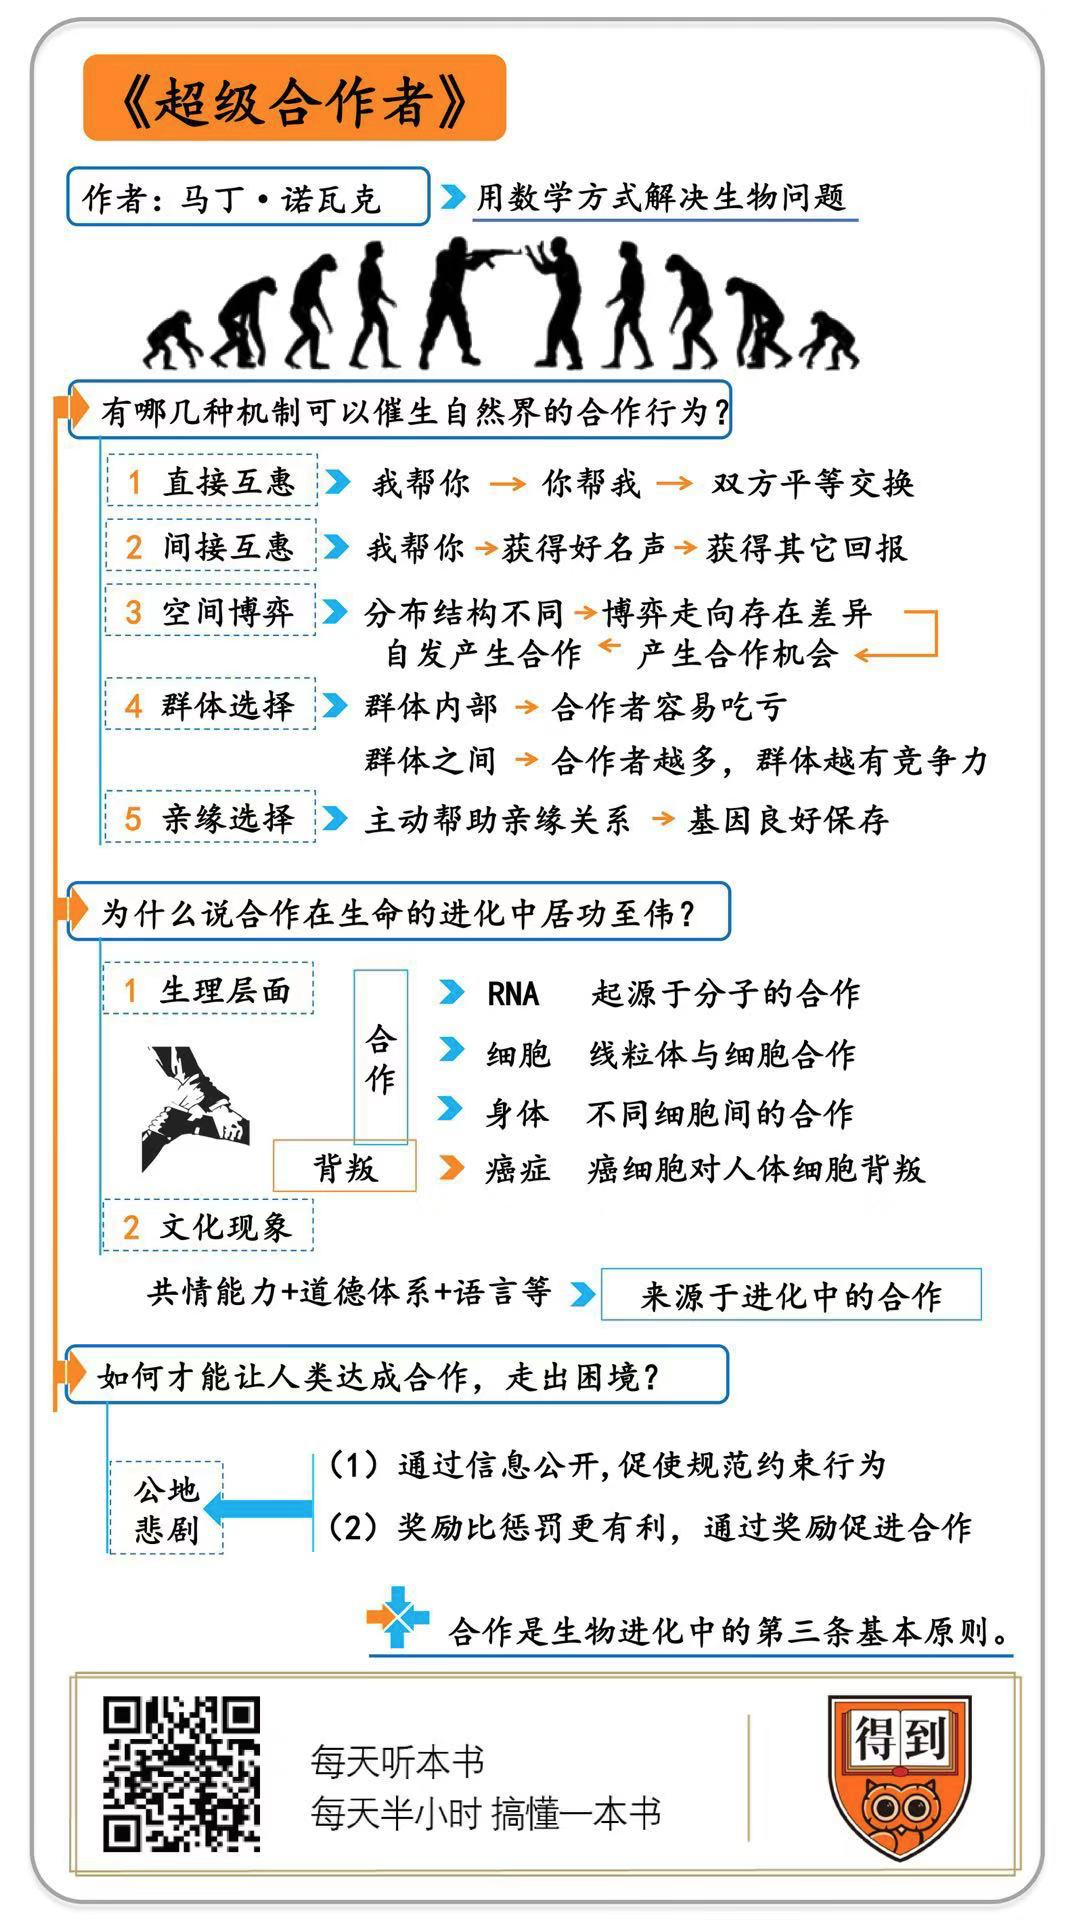 《超级合作者》
作者：马丁·诺瓦克 用数学方式解决生物问题
有哪几种机制可以催生自然界的合作行为?
1 直接互惠 我帮你 → 你帮我 → 双方平等交换
2 间接互惠 我帮你→获得好名声→获得其它回报
3 空间博弈 分布结构不同→博弈走向存在差异
自发产生合作 ← 产生合作机会
4 群体选择 群体内部 → 合作者容易吃亏
群体之间 → 合作者越多，群体越有竞争力
5 亲缘选择 主动帮助亲缘关系 → 基因良好保存
为什么说合作在生命的进化中居功至伟?
1 生理层面
合作
RNA 起源于分子的合作
细胞 线粒体与细胞合作
身体 不同细胞间的合作
背叛 癌症 癌细胞对人体细胞背叛
2 文化现象
共情能力+道德体系+语言等 来源于进化中的合作
如何才能让人类达成合作，走出困境?
公地
悲剧
（1）通过信息公开,促使规范约束行为
（2）奖励比惩罚更有利，通过奖励促进合作
合作是生物进化中的第三条基本原则。
每天听本书
每天半小时 搞懂一本书
得到